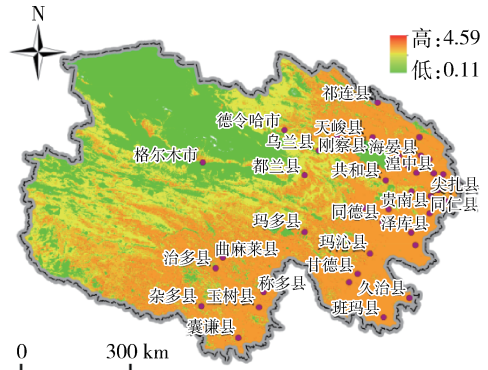 N
高:4.59
低:0.11
祁连县
德令哈市
天峻县
乌兰县
刚察县
海晏县
格尔木市
都兰县
共和县
湟中县
尖扎县
贵南县
同仁县
同德县
泽库县
玛多县
玛沁县
曲麻莱县
治多县
甘德县
称多县
久治县
杂多县
玉树县
班玛县
囊谦县
0
300 km